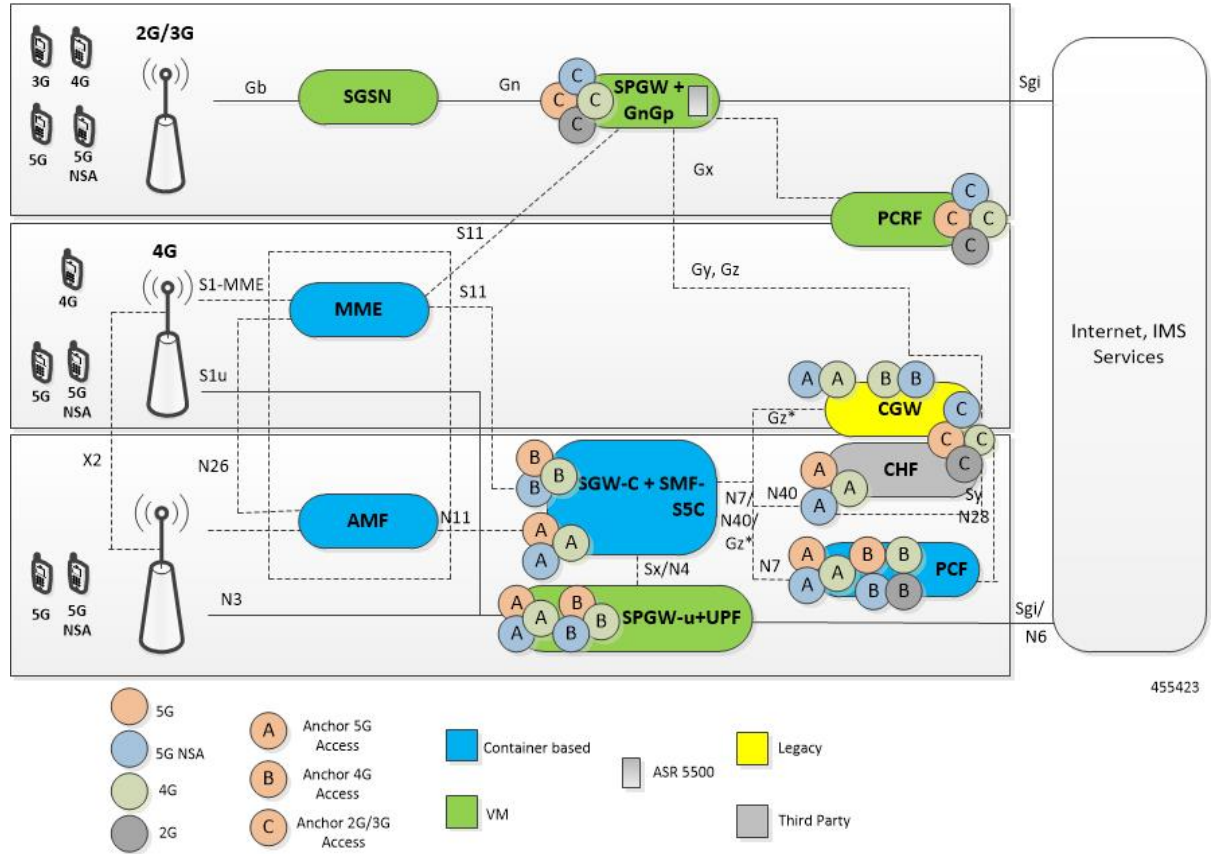 2G/3G
3G
4G
5G
5G
NSA
Gb
SGSN
Gn
C
C
C
C
SPGW +
GnGp
Sgi
Gx
PCRF
C
C
C
C
4G
4G
5G
5G
NSA
S1-MME
MME
S11
S11
Gy, Gz
S1u
Internet, IMS
Services
A
A
B
B
CGW
Gz*
C
C
C
C
X2
N26
5G
5G
NSA
AMF
N11
B
B
B
SGW-C + SMF-
S5C
A
A
A
N7/
N40/
Gz*
N40
A
A
A
CHF
Sy
N28
Sx/N4
N7
A
A
A
B
B
B
B
PCF
N3
A
A
A
B
B
B
SPGW-u+UPF
Sgi/
N6
455423
5G
5G NSA
4G
2G
A
Anchor 5G
Access
B
Anchor 4G
Access
C
Anchor 2G/3G
Access
Container based
VM
ASR 5500
Legacy
Third Party